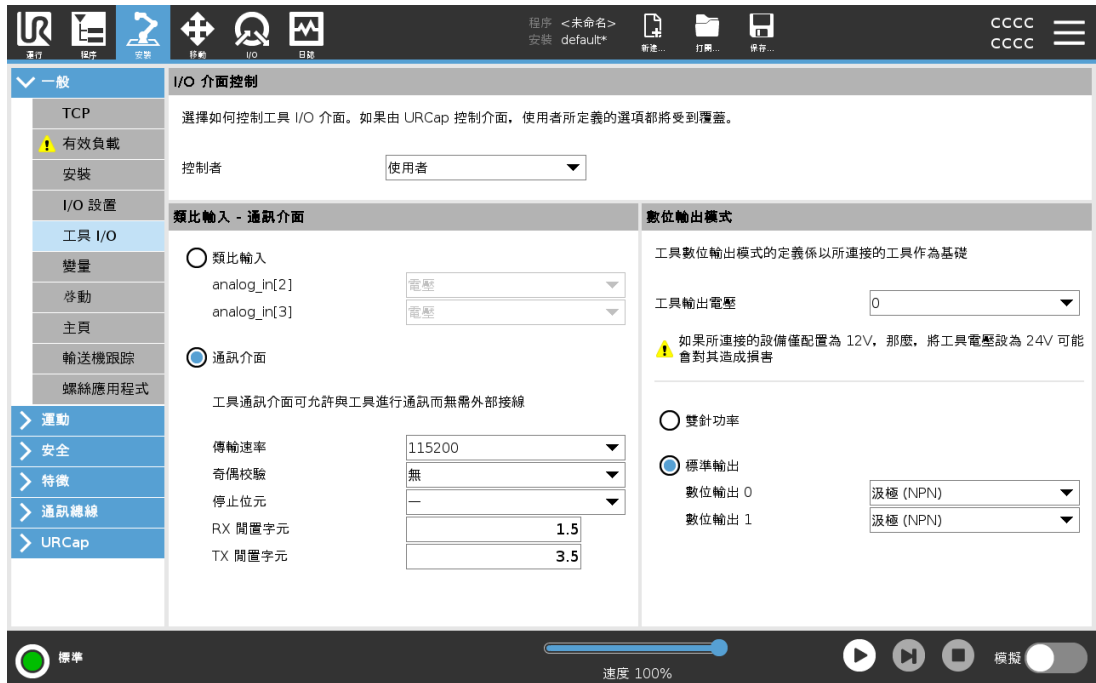 運行
程序
安裝
移動
I/O
日誌
程序 <未命名>
安裝 default*
新建...
打開...
保存...
CCCC
CCCC
一般
TCP
有效負載
安裝
I/O 設置
工具 I/O
變量
啓動
主頁
輸送機跟踪
螺絲應用程式
運動
安全
特徵
通訊總線
URCap
I/O 介面控制
選擇如何控制工具 I/O 介面。如果由 URCap 控制介面，使用者所定義的選項都將受到覆蓋。
控制者
使用者
類比輸入 - 通訊介面
類比輸入
analog_in[2]
電壓
analog_in[3]
電壓
通訊介面
工具通訊介面可允許與工具進行通訊而無需外部接線
傳輸速率
115200
奇偶校驗
無
停止位元
一
RX 閒置字元
1.5
TX 閒置字元
3.5
數位輸出模式
工具數位輸出模式的定義係以所連接的工具作為基礎
工具輸出電壓
0
如果所連接的設備僅配置為 12V，那麼，將工具電壓設為 24V 可能
會對其造成損害
雙針功率
標準輸出
數位輸出 0
汲極 (NPN)
數位輸出 1
汲極 (NPN)
標準
速度 100%
模擬